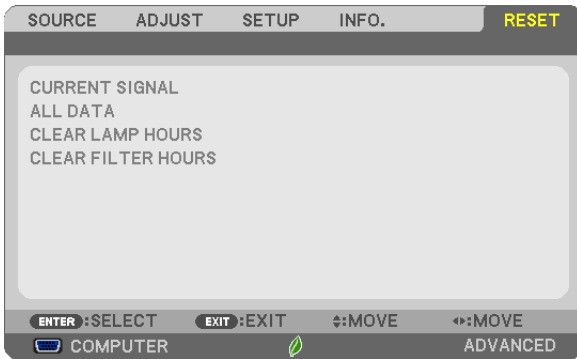 SOURCE ADJUST SETUP INFO. RESET
CURRENT SIGNAL
ALL DATA
CLEAR LAMP HOURS
CLEAR FILTER HOURS
ENTER :SELECT EXIT :EXIT :MOVE :MOVE
COMPUTER ADVANCED